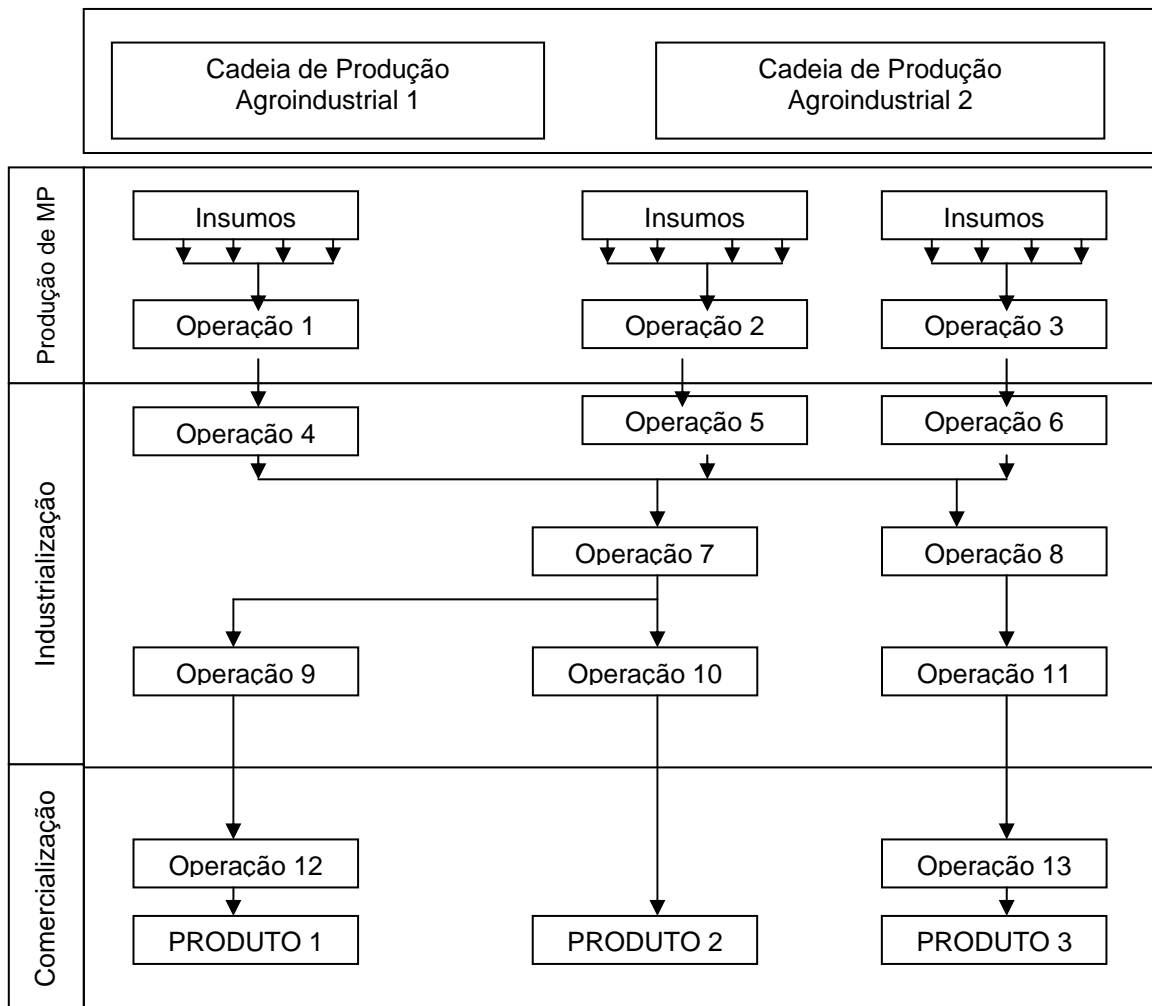 Cadeia de Produção
Agroindustrial 1
Cadeia de Produção
Agroindustrial 2
Produção de MP
Insumos
Insumos
Insumos
Operação 1
Operação 2
Operação 3
Industrialização
Operação 4
Operação 5
Operação 6
Operação 7
Operação 8
Operação 9
Operação 10
Operação 11
Comercialização
Operação 12
Operação 13
PRODUTO 1
PRODUTO 2
PRODUTO 3